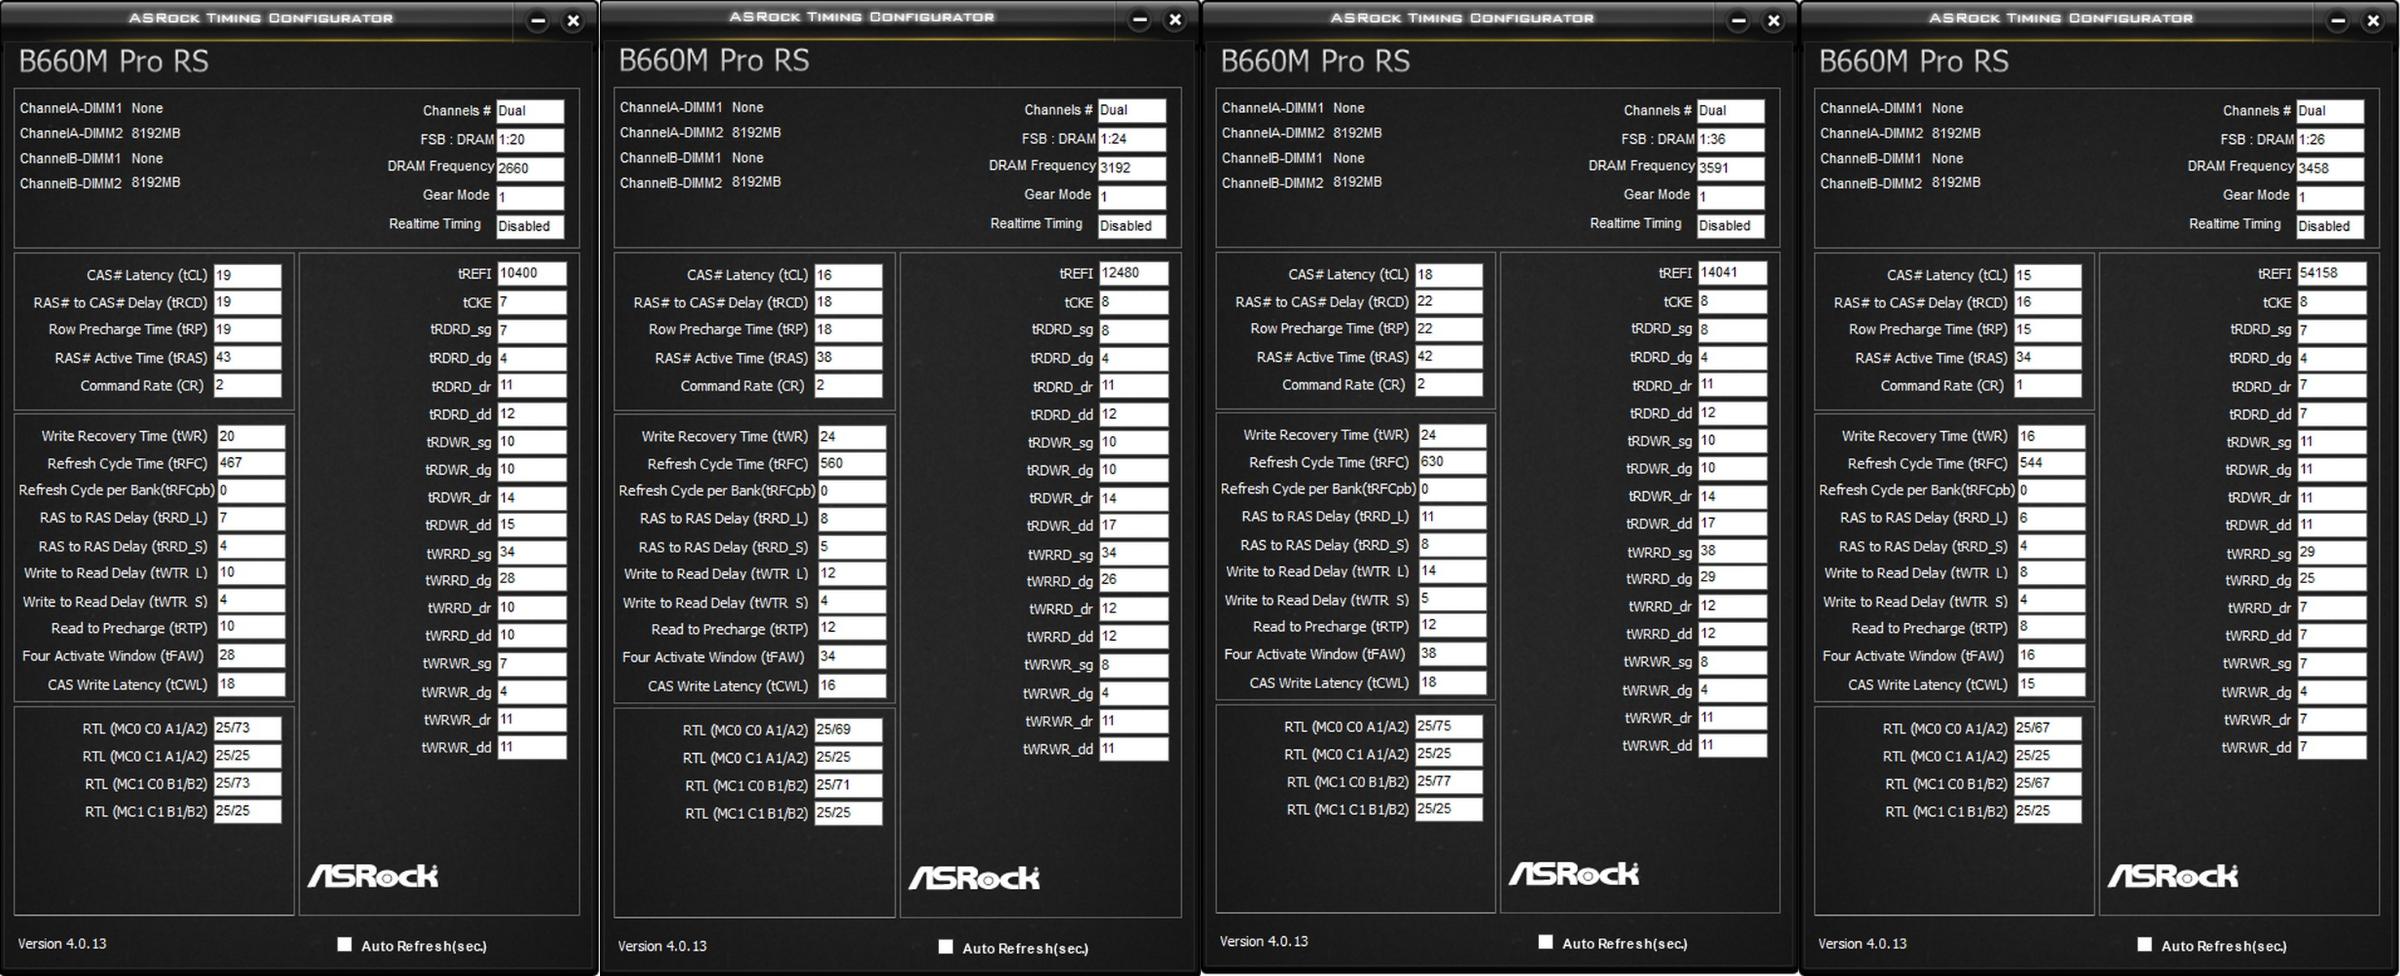 ASRock Timing Configurator
B660M Pro RS
ChannelA-DIMM1 None
ChannelA-DIMM2 8192MB
ChannelB-DIMM1 None
ChannelB-DIMM2 8192MB
Channels # Dual
FSB : DRAM 1:20
DRAM Frequency 2660
Gear Mode 1
Realtime Timing Disabled
CAS# Latency (tCL) 19
RAS# to CAS# Delay (tRCD) 19
Row Precharge Time (tRP) 19
RAS# Active Time (tRAS) 43
Command Rate (CR) 2
Write Recovery Time (tWR) 20
Refresh Cycle Time (tRFC) 467
Refresh Cycle per Bank(tRFCpb) 0
RAS to RAS Delay (tRRD_L) 7
RAS to RAS Delay (tRRD_S) 4
Write to Read Delay (tWTR_L) 10
Write to Read Delay (tWTR_S) 4
Read to Precharge (tRTP) 10
Four Activate Window (tFAW) 28
CAS Write Latency (tCWL) 18
RTL (MC0 C0 A1/A2) 25/73
RTL (MC0 C1 A1/A2) 25/25
RTL (MC1 C0 B1/B2) 25/73
RTL (MC1 C1 B1/B2) 25/25
tREFI 10400
tCKE 7
tRDRD_sg 7
tRDRD_dg 4
tRDRD_dr 11
tRDRD_dd 12
tRDWR_sg 10
tRDWR_dg 10
tRDWR_dr 14
tRDWR_dd 15
tWRRD_sg 34
tWRRD_dg 28
tWRRD_dr 10
tWRRD_dd 10
tWRWR_sg 7
tWRWR_dg 4
tWRWR_dr 11
tWRWR_dd 11
ASRock
Version 4.0.13
Auto Refresh(sec.)
ASRock Timing Configurator
B660M Pro RS
ChannelA-DIMM1 None
ChannelA-DIMM2 8192MB
ChannelB-DIMM1 None
ChannelB-DIMM2 8192MB
Channels # Dual
FSB : DRAM 1:24
DRAM Frequency 3192
Gear Mode 1
Realtime Timing Disabled
CAS# Latency (tCL) 16
RAS# to CAS# Delay (tRCD) 18
Row Precharge Time (tRP) 18
RAS# Active Time (tRAS) 38
Command Rate (CR) 2
Write Recovery Time (tWR) 24
Refresh Cycle Time (tRFC) 560
Refresh Cycle per Bank(tRFCpb) 0
RAS to RAS Delay (tRRD_L) 8
RAS to RAS Delay (tRRD_S) 5
Write to Read Delay (tWTR_L) 12
Write to Read Delay (tWTR_S) 4
Read to Precharge (tRTP) 12
Four Activate Window (tFAW) 34
CAS Write Latency (tCWL) 16
RTL (MC0 C0 A1/A2) 25/69
RTL (MC0 C1 A1/A2) 25/25
RTL (MC1 C0 B1/B2) 25/71
RTL (MC1 C1 B1/B2) 25/25
tREFI 12480
tCKE 8
tRDRD_sg 8
tRDRD_dg 4
tRDRD_dr 11
tRDRD_dd 12
tRDWR_sg 10
tRDWR_dg 10
tRDWR_dr 14
tRDWR_dd 17
tWRRD_sg 34
tWRRD_dg 26
tWRRD_dr 12
tWRRD_dd 12
tWRWR_sg 8
tWRWR_dg 4
tWRWR_dr 11
tWRWR_dd 11
ASRock
Version 4.0.13
Auto Refresh(sec.)
ASRock Timing Configurator
B660M Pro RS
ChannelA-DIMM1 None
ChannelA-DIMM2 8192MB
ChannelB-DIMM1 None
ChannelB-DIMM2 8192MB
Channels # Dual
FSB : DRAM 1:36
DRAM Frequency 3591
Gear Mode 1
Realtime Timing Disabled
CAS# Latency (tCL) 18
RAS# to CAS# Delay (tRCD) 22
Row Precharge Time (tRP) 22
RAS# Active Time (tRAS) 42
Command Rate (CR) 2
Write Recovery Time (tWR) 24
Refresh Cycle Time (tRFC) 630
Refresh Cycle per Bank(tRFCpb) 0
RAS to RAS Delay (tRRD_L) 11
RAS to RAS Delay (tRRD_S) 8
Write to Read Delay (tWTR_L) 14
Write to Read Delay (tWTR_S) 5
Read to Precharge (tRTP) 12
Four Activate Window (tFAW) 38
CAS Write Latency (tCWL) 18
RTL (MC0 C0 A1/A2) 25/75
RTL (MC0 C1 A1/A2) 25/25
RTL (MC1 C0 B1/B2) 25/77
RTL (MC1 C1 B1/B2) 25/25
tREFI 14041
tCKE 8
tRDRD_sg 8
tRDRD_dg 4
tRDRD_dr 11
tRDRD_dd 12
tRDWR_sg 10
tRDWR_dg 10
tRDWR_dr 14
tRDWR_dd 17
tWRRD_sg 38
tWRRD_dg 29
tWRRD_dr 12
tWRRD_dd 12
tWRWR_sg 8
tWRWR_dg 4
tWRWR_dr 11
tWRWR_dd 11
ASRock
Version 4.0.13
Auto Refresh(sec.)
ASRock Timing Configurator
B660M Pro RS
ChannelA-DIMM1 None
ChannelA-DIMM2 8192MB
ChannelB-DIMM1 None
ChannelB-DIMM2 8192MB
Channels # Dual
FSB : DRAM 1:26
DRAM Frequency 3458
Gear Mode 1
Realtime Timing Disabled
CAS# Latency (tCL) 15
RAS# to CAS# Delay (tRCD) 16
Row Precharge Time (tRP) 15
RAS# Active Time (tRAS) 34
Command Rate (CR) 1
Write Recovery Time (tWR) 16
Refresh Cycle Time (tRFC) 544
Refresh Cycle per Bank(tRFCpb) 0
RAS to RAS Delay (tRRD_L) 6
RAS to RAS Delay (tRRD_S) 4
Write to Read Delay (tWTR_L) 8
Write to Read Delay (tWTR_S) 4
Read to Precharge (tRTP) 8
Four Activate Window (tFAW) 16
CAS Write Latency (tCWL) 15
RTL (MC0 C0 A1/A2) 25/67
RTL (MC0 C1 A1/A2) 25/25
RTL (MC1 C0 B1/B2) 25/67
RTL (MC1 C1 B1/B2) 25/25
tREFI 54158
tCKE 8
tRDRD_sg 7
tRDRD_dg 4
tRDRD_dr 7
tRDRD_dd 7
tRDWR_sg 11
tRDWR_dg 11
tRDWR_dr 11
tRDWR_dd 11
tWRRD_sg 29
tWRRD_dg 25
tWRRD_dr 7
tWRRD_dd 7
tWRWR_sg 7
tWRWR_dg 4
tWRWR_dr 7
tWRWR_dd 7
ASRock
Version 4.0.13
Auto Refresh(sec.)